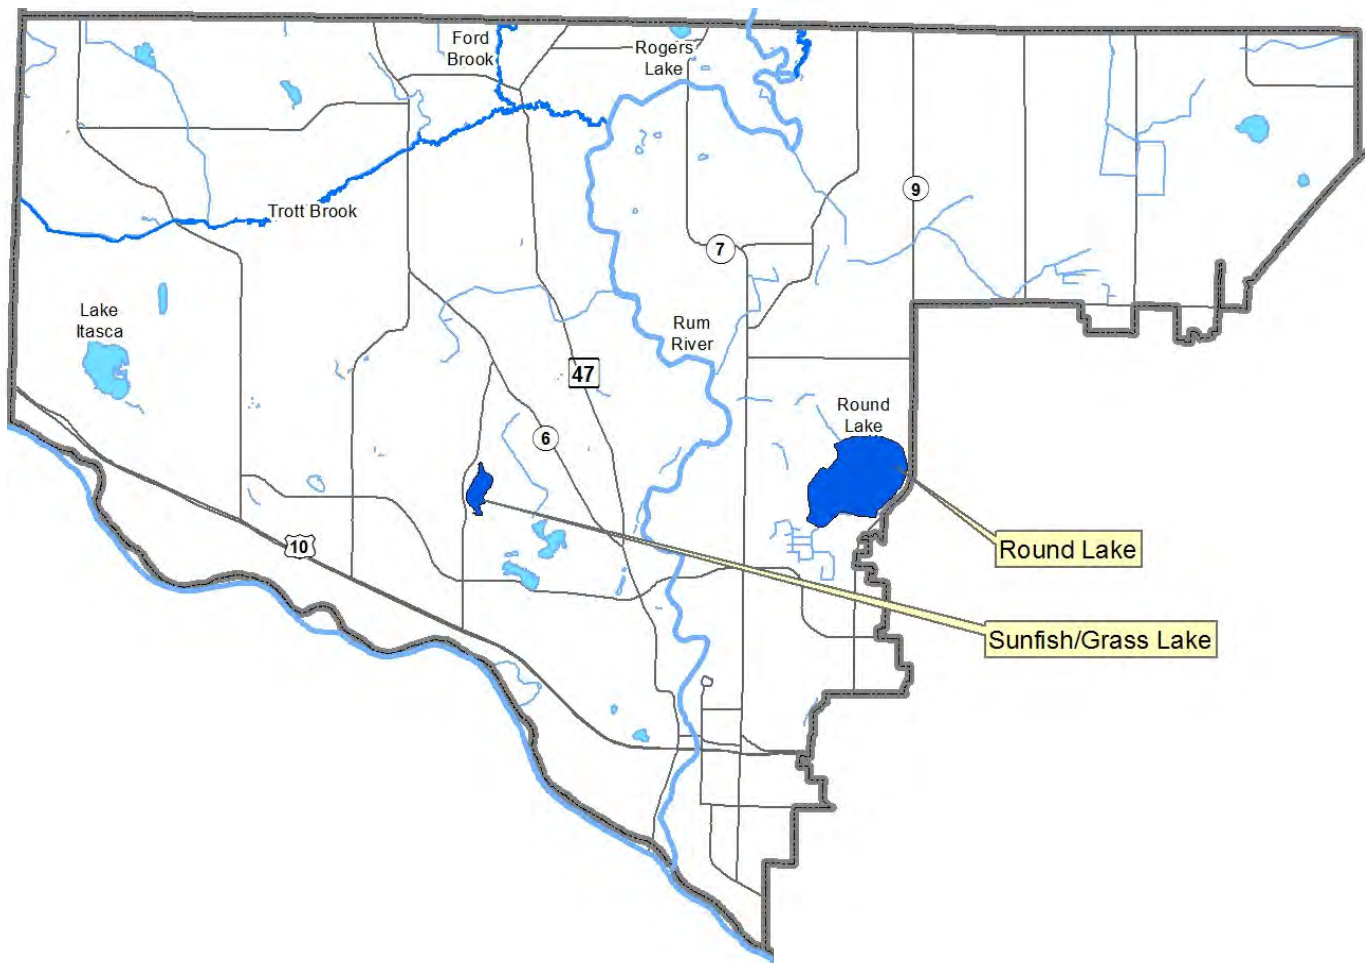 Ford
Brook
Rogers
Lake
9
Trott Brook
7
Lake
Itasca
Rum
River
47
Round
Lake
6
10
Round Lake
Sunfish/Grass Lake